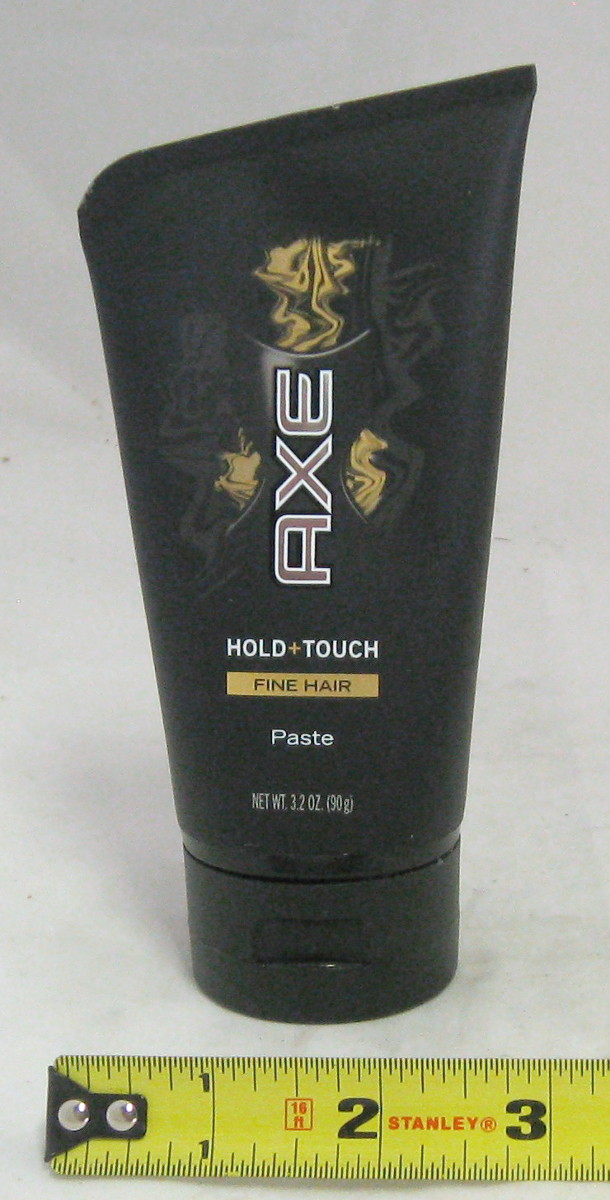 AXE
HOLD+TOUCH
FINE HAIR
Paste
NET WT. 3.2 OZ. (90g)
1 16 ft 2 STANLEY® 3
1